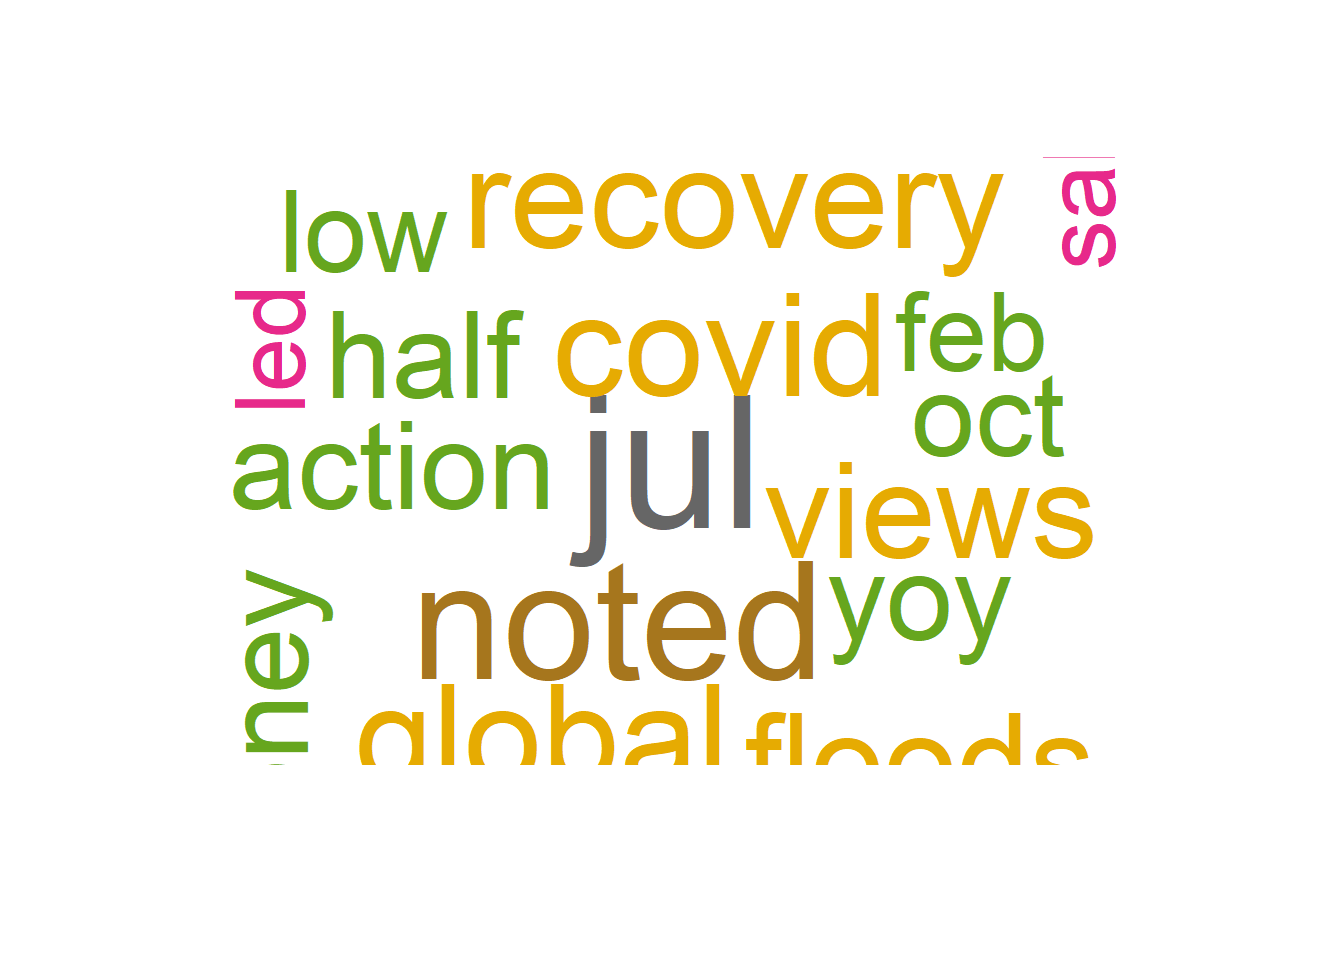 recovery
low
sa
led
half
covid
feb
oct
action
jul
views
noted
yoy
ney
global
floods